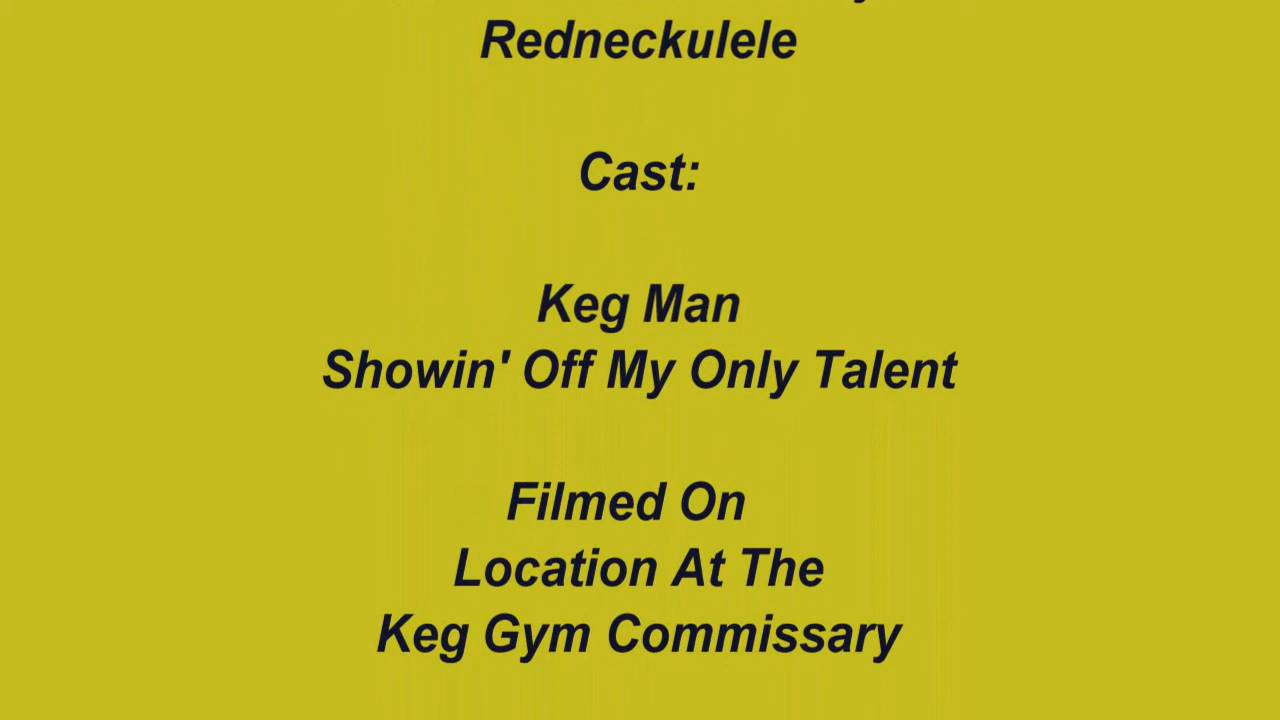 Redneckulele
Cast:
Keg Man
Showin' Off My Only Talent
Filmed On
Location At The
Keg Gym Commissary